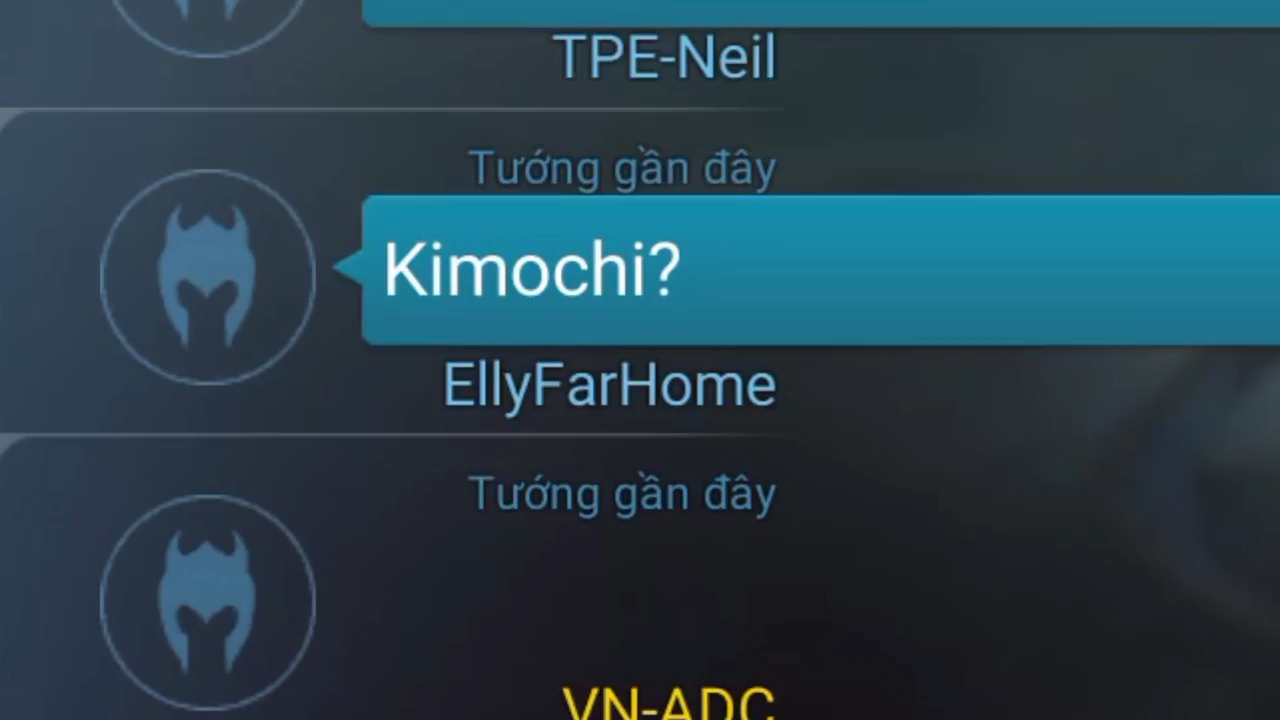 TPE-Neil
Tướng gần đây
Kimochi?
EllyFarHome
Tướng gần đây
VN-ADC